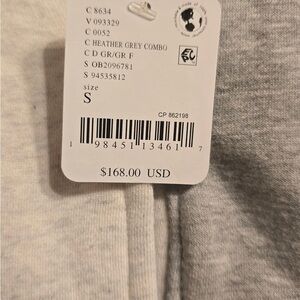 C 8634
V 093329
C 0052
C HEATHER GREY COMBO
C D GR/GR F
S OB2096781
S 94535812
size
S
CP 862198
1 98451 13461 7
$168.00 USD